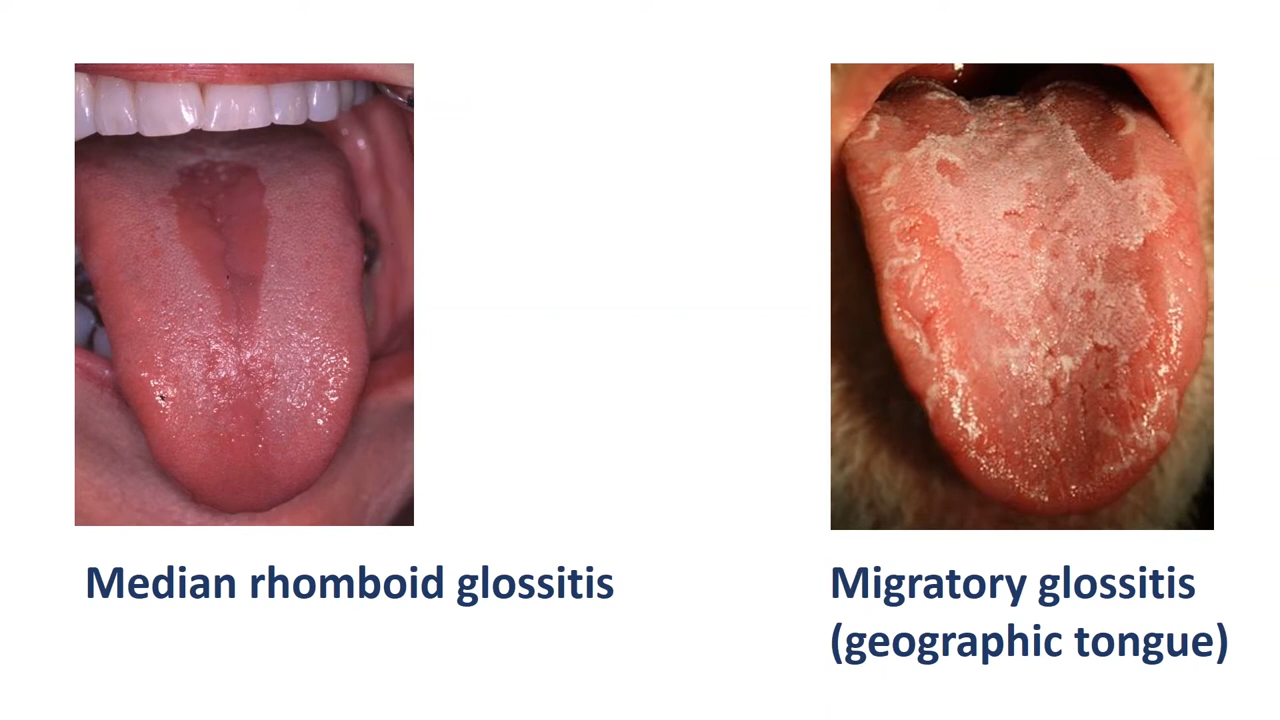 Median rhomboid glossitis
Migratory glossitis
(geographic tongue)